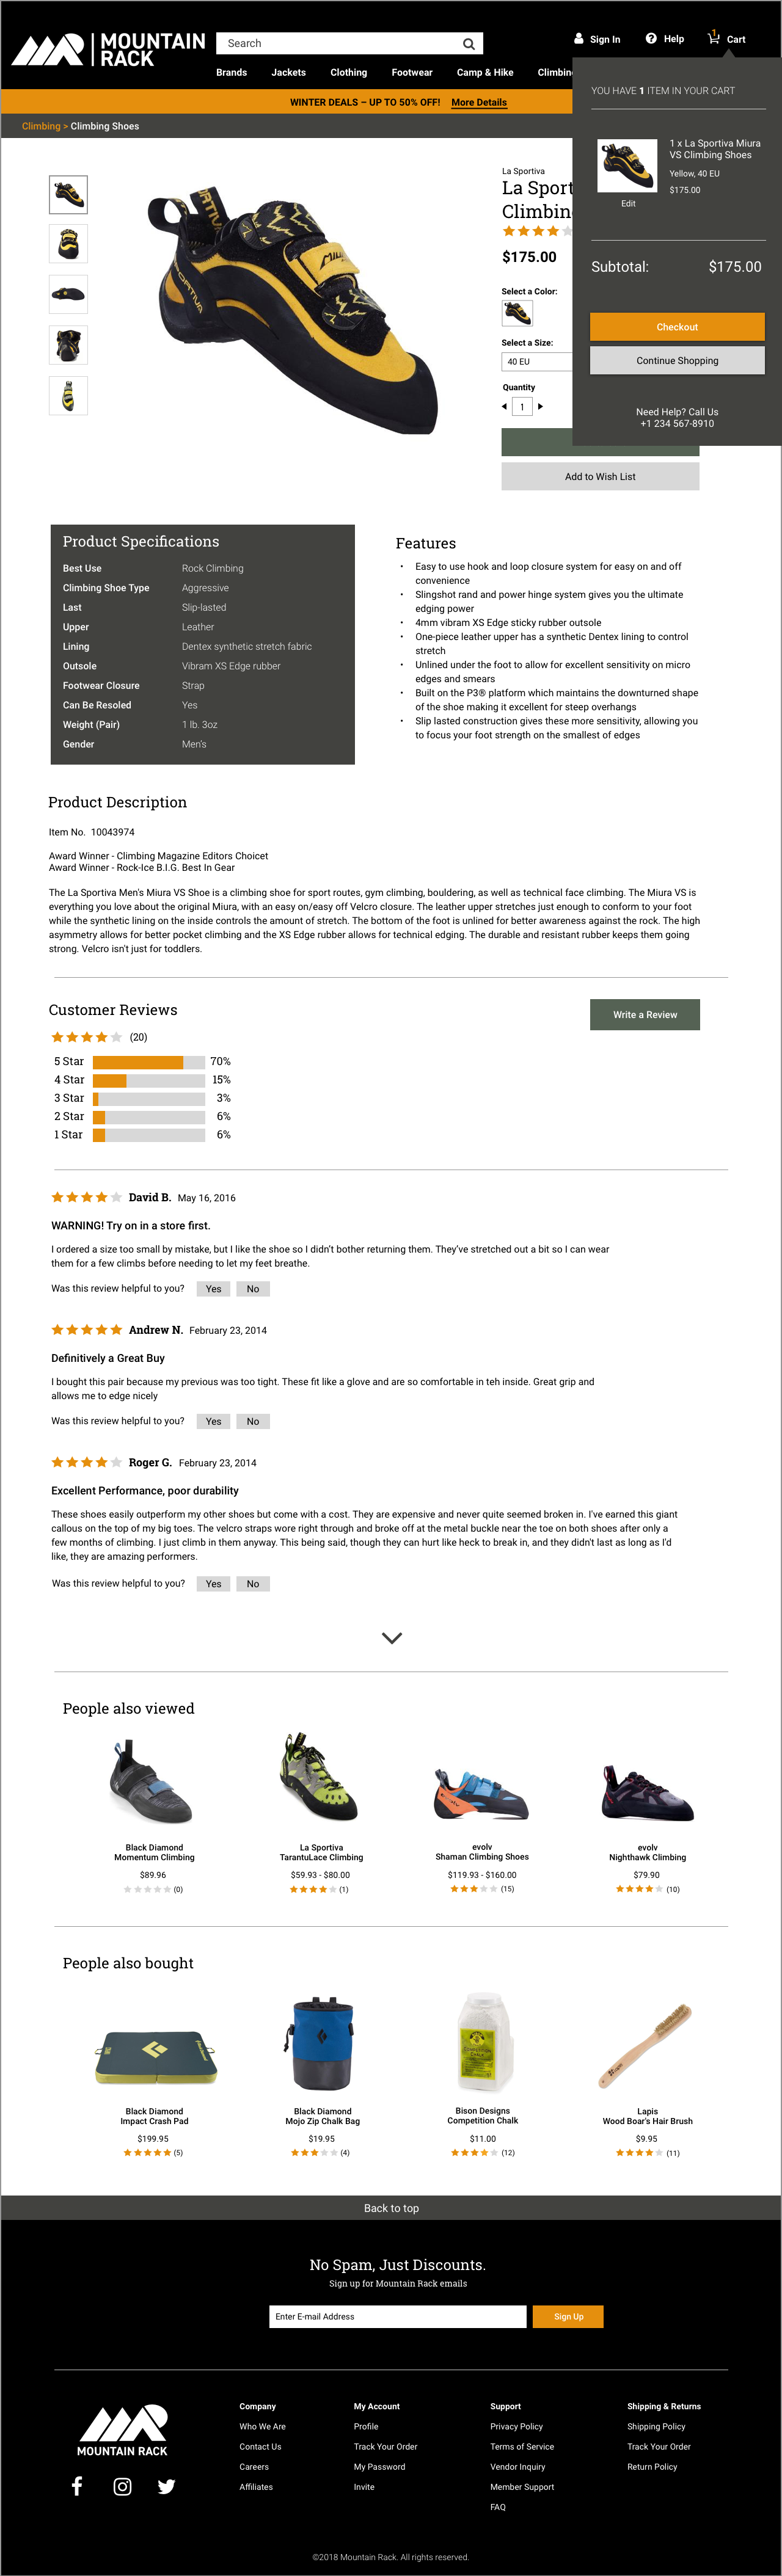 MOUNTAIN
RACK
Search
Sign In
Help
1
Cart
Brands
Jackets
Clothing
Footwear
Camp & Hike
Climbin
WINTER DEALS – UP TO 50% OFF! More Details
Climbing > Climbing Shoes
YOU HAVE 1 ITEM IN YOUR CART
1 x La Sportiva Miura
VS Climbing Shoes
Yellow, 40 EU
$175.00
Edit
Subtotal: $175.00
Checkout
Continue Shopping
Need Help? Call Us
+1 234 567-8910
La Sportiva
La Sport
Climbin
$175.00
Select a Color:
Select a Size:
40 EU
Quantity
1
Add to Wish List
Product Specifications
Best Use Rock Climbing
Climbing Shoe Type Aggressive
Last Slip-lasted
Upper Leather
Lining Dentex synthetic stretch fabric
Outsole Vibram XS Edge rubber
Footwear Closure Strap
Can Be Resoled Yes
Weight (Pair) 1 lb. 3oz
Gender Men's
Features
• Easy to use hook and loop closure system for easy on and off
convenience
• Slingshot rand and power hinge system gives you the ultimate
edging power
• 4mm vibram XS Edge sticky rubber outsole
• One-piece leather upper has a synthetic Dentex lining to control
stretch
• Unlined under the foot to allow for excellent sensitivity on micro
edges and smears
• Built on the P3® platform which maintains the downturned shape
of the shoe making it excellent for steep overhangs
• Slip lasted construction gives these more sensitivity, allowing you
to focus your foot strength on the smallest of edges
Product Description
Item No. 10043974
Award Winner - Climbing Magazine Editors Choicet
Award Winner - Rock-Ice B.I.G. Best In Gear
The La Sportiva Men's Miura VS Shoe is a climbing shoe for sport routes, gym climbing, bouldering, as well as technical face climbing. The Miura VS is
everything you love about the original Miura, with an easy on/easy off Velcro closure. The leather upper stretches just enough to conform to your foot
while the synthetic lining on the inside controls the amount of stretch. The bottom of the foot is unlined for better awareness against the rock. The high
asymmetry allows for better pocket climbing and the XS Edge rubber allows for technical edging. The durable and resistant rubber keeps them going
strong. Velcro isn't just for toddlers.
Customer Reviews
Write a Review
(20)
5 Star 70%
4 Star 15%
3 Star 3%
2 Star 6%
1 Star 6%
David B. May 16, 2016
WARNING! Try on in a store first.
I ordered a size too small by mistake, but I like the shoe so I didn't bother returning them. They've stretched out a bit so I can wear
them for a few climbs before needing to let my feet breathe.
Was this review helpful to you? Yes No
Andrew N. February 23, 2014
Definitively a Great Buy
I bought this pair because my previous was too tight. These fit like a glove and are so comfortable in teh inside. Great grip and
allows me to edge nicely
Was this review helpful to you? Yes No
Roger G. February 23, 2014
Excellent Performance, poor durability
These shoes easily outperform my other shoes but come with a cost. They are expensive and never quite seemed broken in. I've earned this giant
callous on the top of my big toes. The velcro straps wore right through and broke off at the metal buckle near the toe on both shoes after only a
few months of climbing. I just climb in them anyway. This being said, though they can hurt like heck to break in, and they didn't last as long as I'd
like, they are amazing performers.
Was this review helpful to you? Yes No
People also viewed
Black Diamond
Momentum Climbing
$89.96
(0)
La Sportiva
TarantuLace Climbing
$59.93 - $80.00
(1)
evolv
Shaman Climbing Shoes
$119.93 - $160.00
(15)
evolv
Nighthawk Climbing
$79.90
(10)
People also bought
Black Diamond
Impact Crash Pad
$199.95
(5)
Black Diamond
Mojo Zip Chalk Bag
$19.95
(4)
Bison Designs
Competition Chalk
$11.00
(12)
Lapis
Wood Boar's Hair Brush
$9.95
(11)
Back to top
No Spam, Just Discounts.
Sign up for Mountain Rack emails
Enter E-mail Address
Sign Up
MOUNTAIN RACK
Company
Who We Are
Contact Us
Careers
Affiliates
My Account
Profile
Track Your Order
My Password
Invite
Support
Privacy Policy
Terms of Service
Vendor Inquiry
Member Support
FAQ
Shipping & Returns
Shipping Policy
Track Your Order
Return Policy
©2018 Mountain Rack. All rights reserved.